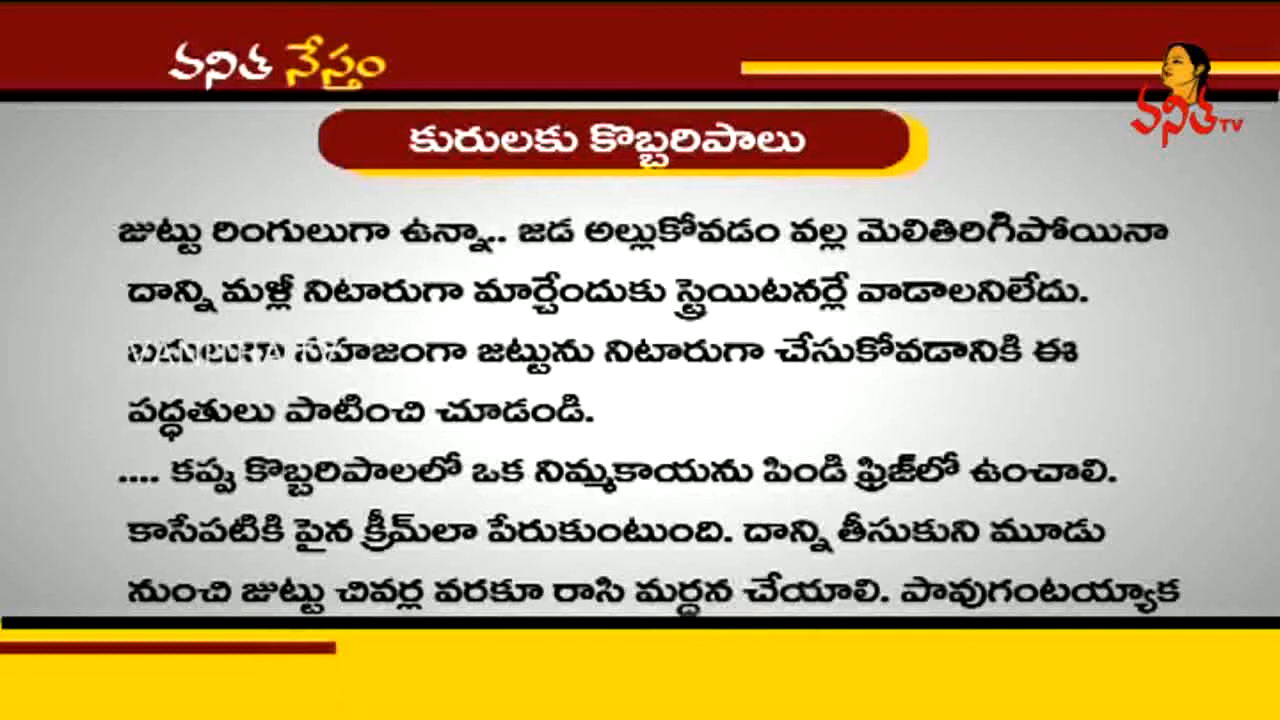 వనిత నేస్తం
వనిత TV
కురులకు కొబ్బరిపాలు
జుట్టు రింగులుగా ఉన్నా.. జడ అల్లుకోవడం వల్ల మెలితిరిగిపోయినా
దాన్ని మళ్లీ నిటారుగా మార్చేందుకు స్ట్రెయిటనర్లే వాడాలనిలేదు.
సహజంగా జట్టును నిటారుగా చేసుకోవడానికి ఈ
పద్ధతులు పాటించి చూడండి.
.... కప్పు కొబ్బరిపాలలో ఒక నిమ్మకాయను పిండి ఫ్రిజ్‌లో ఉంచాలి.
కాసేపటికి పైన క్రీమ్‌లా పేరుకుంటుంది. దాన్ని తీసుకుని మూడు
నుంచి జుట్టు చివర్ల వరకూ రాసి మర్దన చేయాలి. పావుగంటయ్యాక